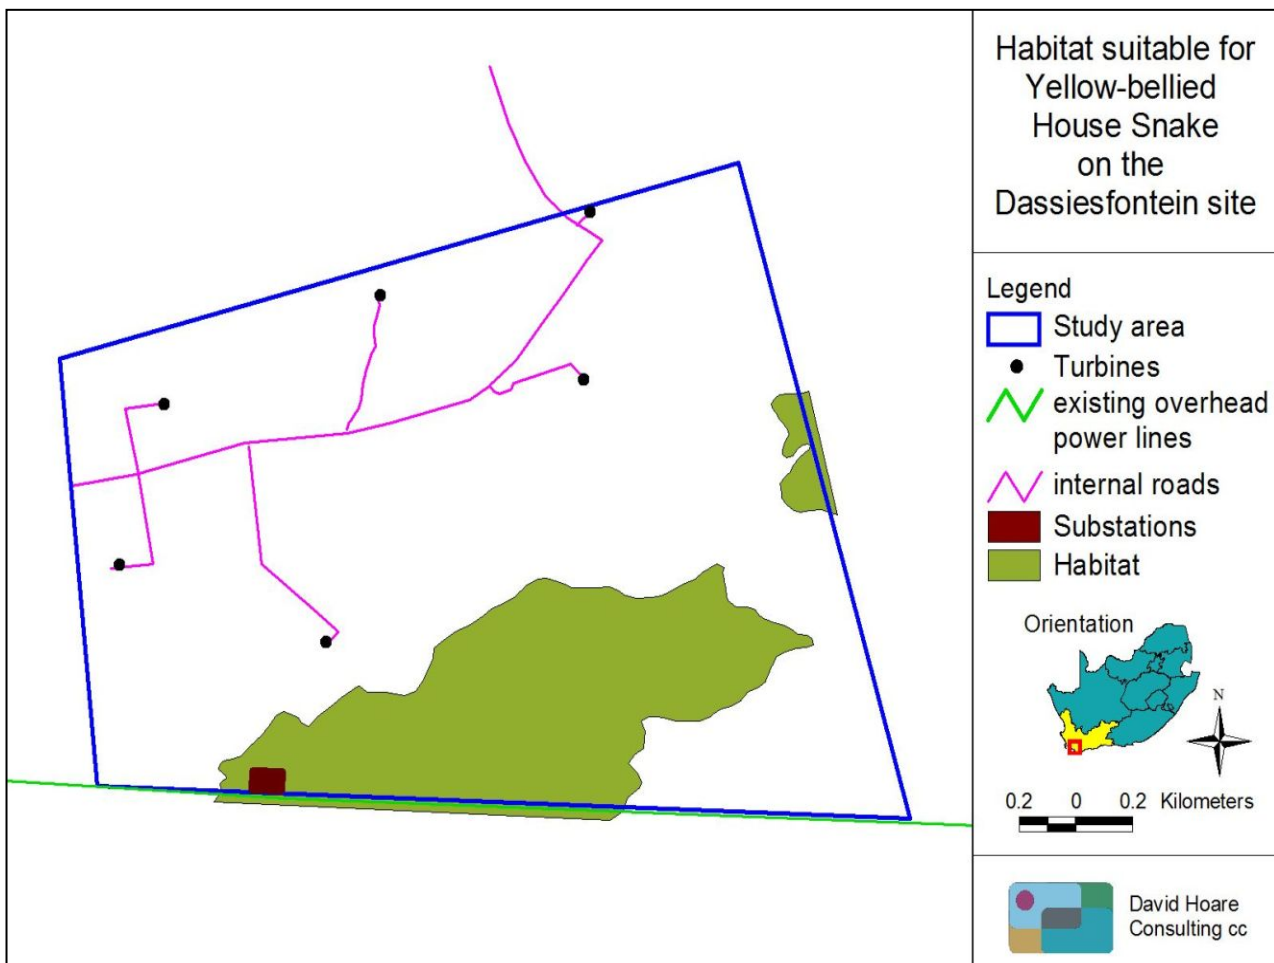 Habitat suitable for
Yellow-bellied
House Snake
on the
Dassiesfontein site
Legend
Study area
Turbines
existing overhead
power lines
internal roads
Substations
Habitat
Orientation
N
0.2 0 0.2 Kilometers
David Hoare
Consulting cc